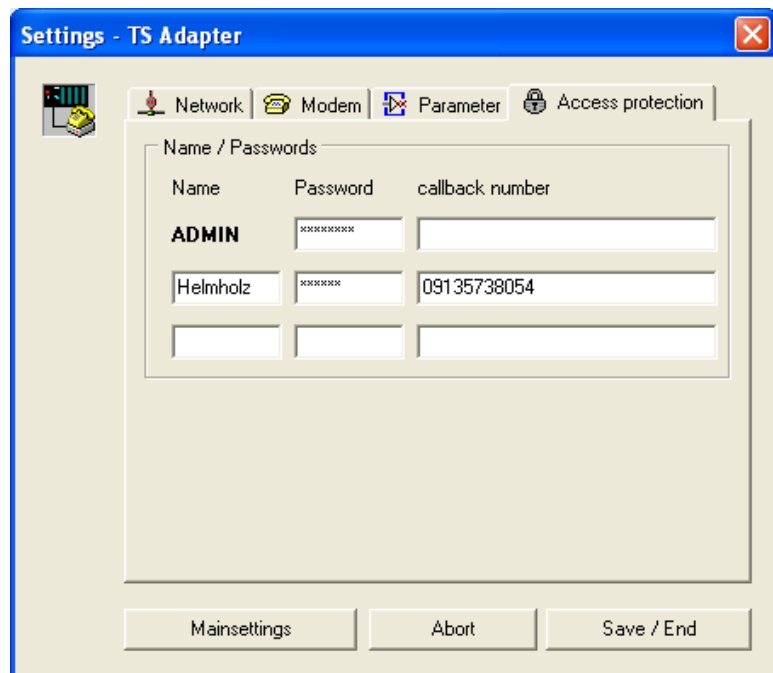 Settings - TS Adapter
Network Modem Parameter Access protection
Name / Passwords
Name Password callback number
ADMIN ********
Helmholz ****** 09135738054
Mainsettings Abort Save / End